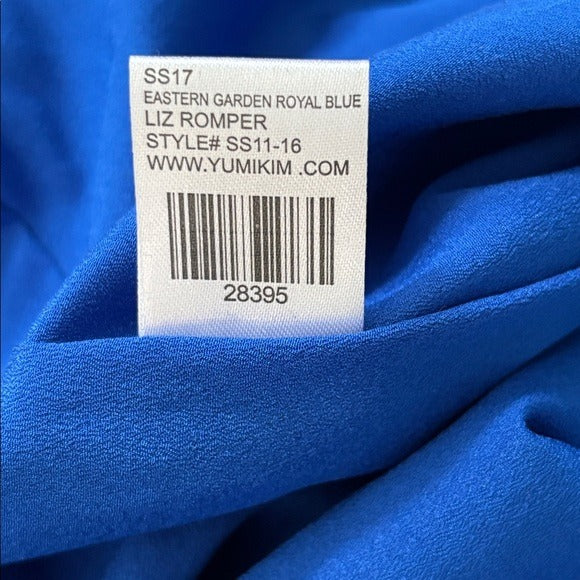 SS17
EASTERN GARDEN ROYAL BLUE
LIZ ROMPER
STYLE# SS11-16
WWW.YUMIKIM .COM
28395